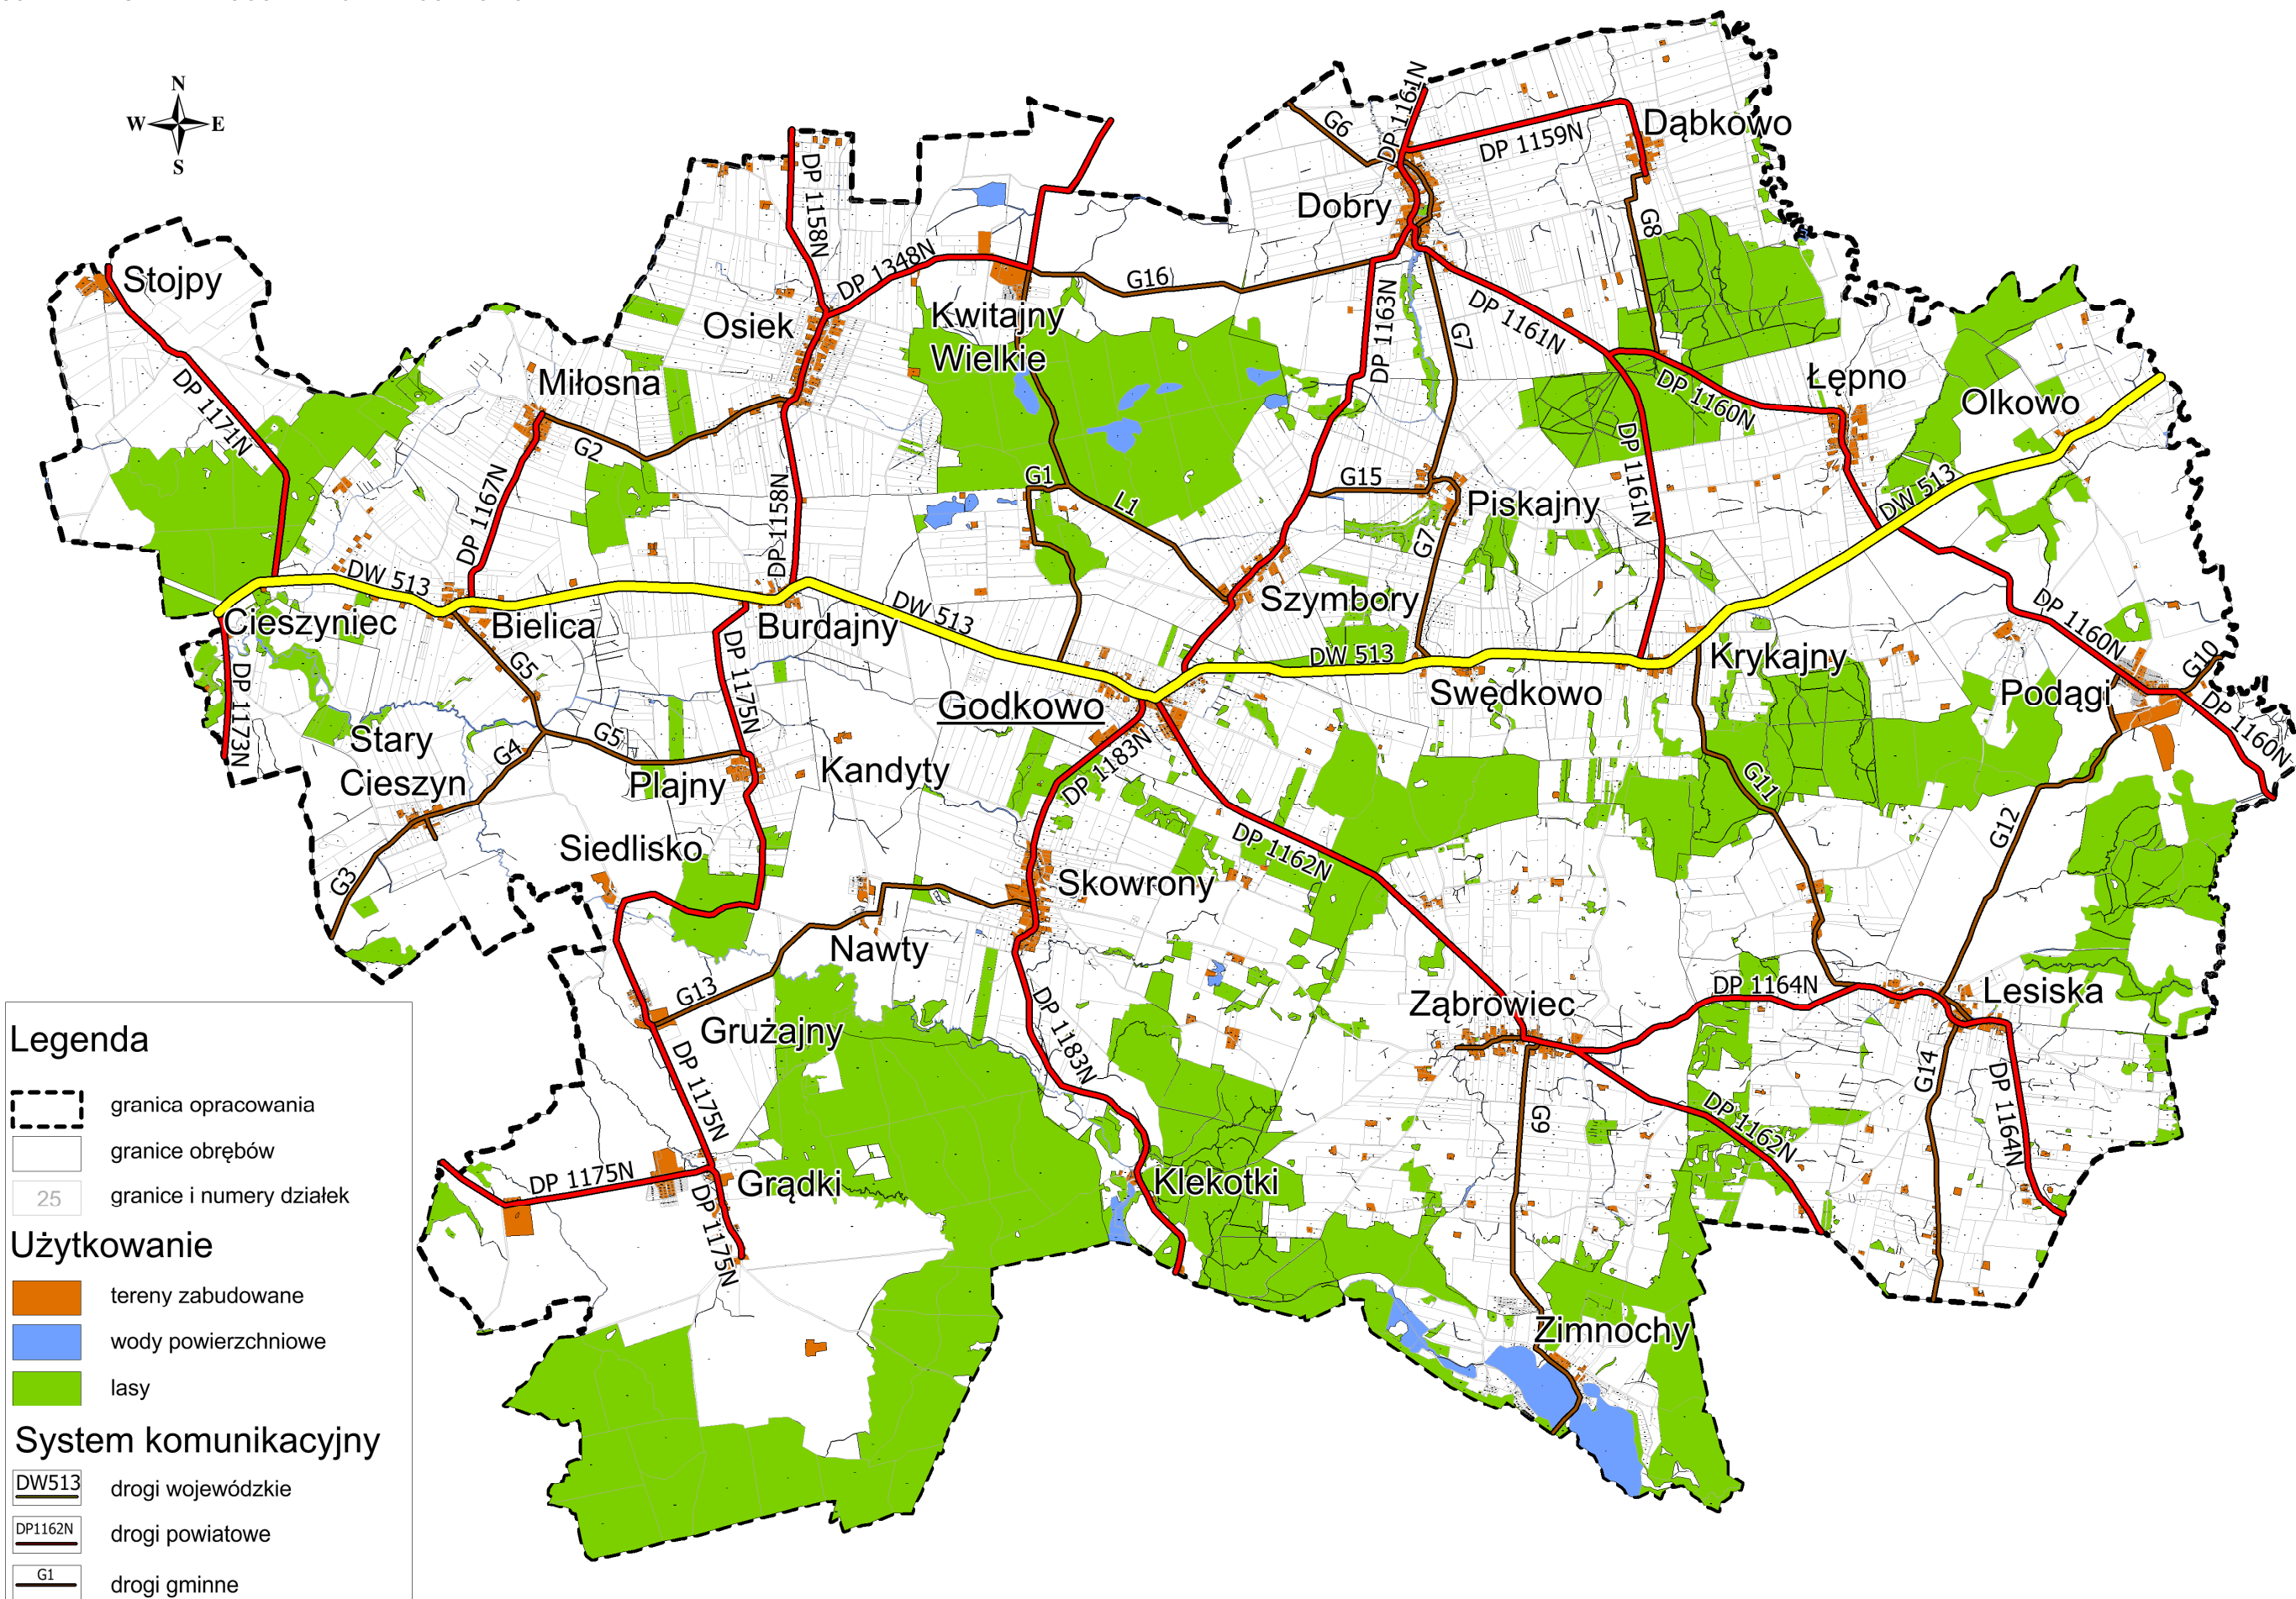 N
W E
S
DP 1161N
G6
DP 1159N
Dąbkowo
DP 1158N
Dobry
G8
DP 1348N
G16
Stojpy
Osiek
Kwitajny
Wielkie
DP 1163N
G7
DP 1161N
DP 1171N
Miłosna
DP 1160N
Łępno
Olkowo
G2
DP 1167N
DP 1158N
G1
L1
G15
Piskajny
G7
DP 1161N
DW 513
DW 513
Cieszyniec
Bielica
Burdajny
DW 513
Szymbory
DW 513
Krykajny
DP 1160N
G10
DP 1173N
G5
DP 1175N
Godkowo
Swędkowo
Podągi
DP 1160N
Stary
Cieszyn
G4
G5
Plajny
Kandyty
DP 1183N
G11
G12
Siedlisko
G3
DP 1162N
Skowrony
Nawty
G13
Grużajny
DP 1183N
Ząbrowiec
DP 1164N
Lesiska
DP 1175N
G9
G14
DP 1164N
DP 1162N
DP 1175N
Grądki
DP 1175N
Klekotki
Zimnochy
Legenda
granica opracowania
granice obrębów
25 granice i numery działek
Użytkowanie
tereny zabudowane
wody powierzchniowe
lasy
System komunikacyjny
DW513 drogi wojewódzkie
DP1162N drogi powiatowe
G1 drogi gminne